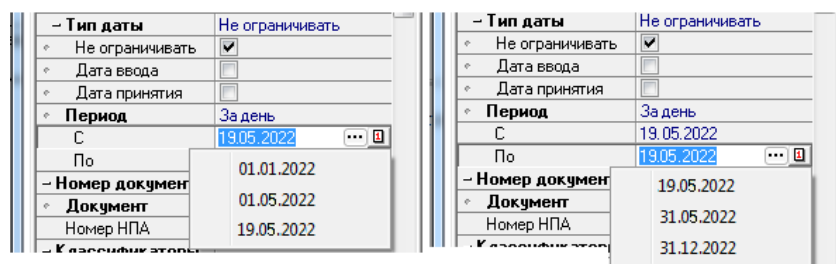 Тип даты Не ограничивать
Не ограничивать
Дата ввода
Дата принятия
Период За день
С 19.05.2022
По
01.01.2022
Номер документ
01.05.2022
Документ
19.05.2022
Номер НПА
Классификаторы
Тип даты Не ограничивать
Не ограничивать
Дата ввода
Дата принятия
Период За день
С 19.05.2022
По 19.05.2022
Номер документ
19.05.2022
Документ
31.05.2022
Номер НПА
31.12.2022